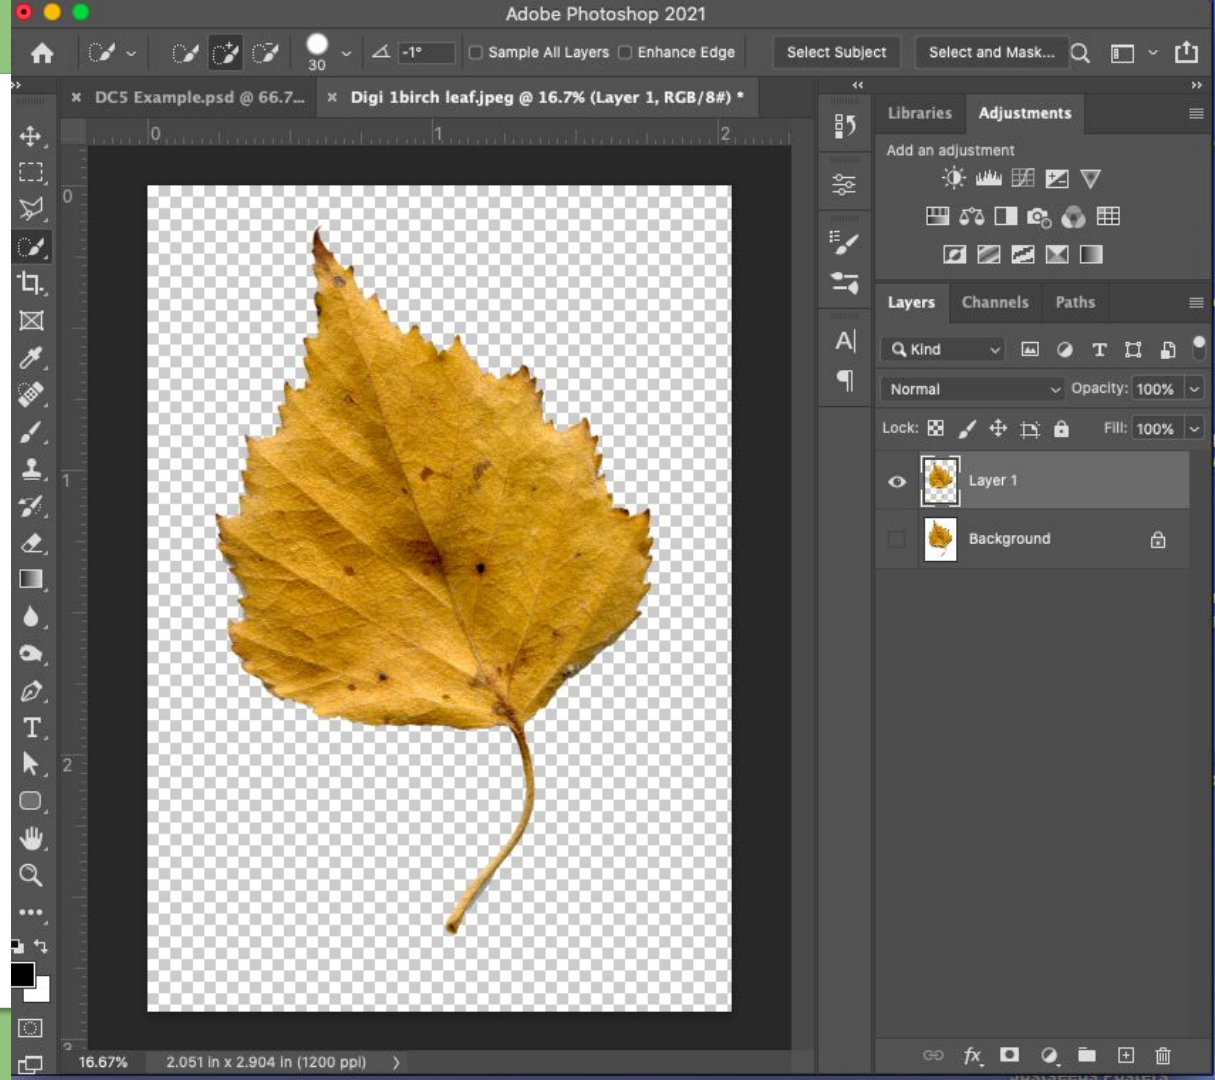 Adobe Photoshop 2021
30
-1°
Sample All Layers
Enhance Edge
Select Subject
Select and Mask...
DC5 Example.psd @ 66.7...
Digi 1birch leaf.jpeg @ 16.7% (Layer 1, RGB/8#) *
0
1
2
0
1
2
Libraries
Adjustments
Add an adjustment
Layers
Channels
Paths
Kind
Normal
Opacity: 100%
Lock:
Fill: 100%
Layer 1
Background
16.67%
2.051 in x 2.904 in (1200 ppi)